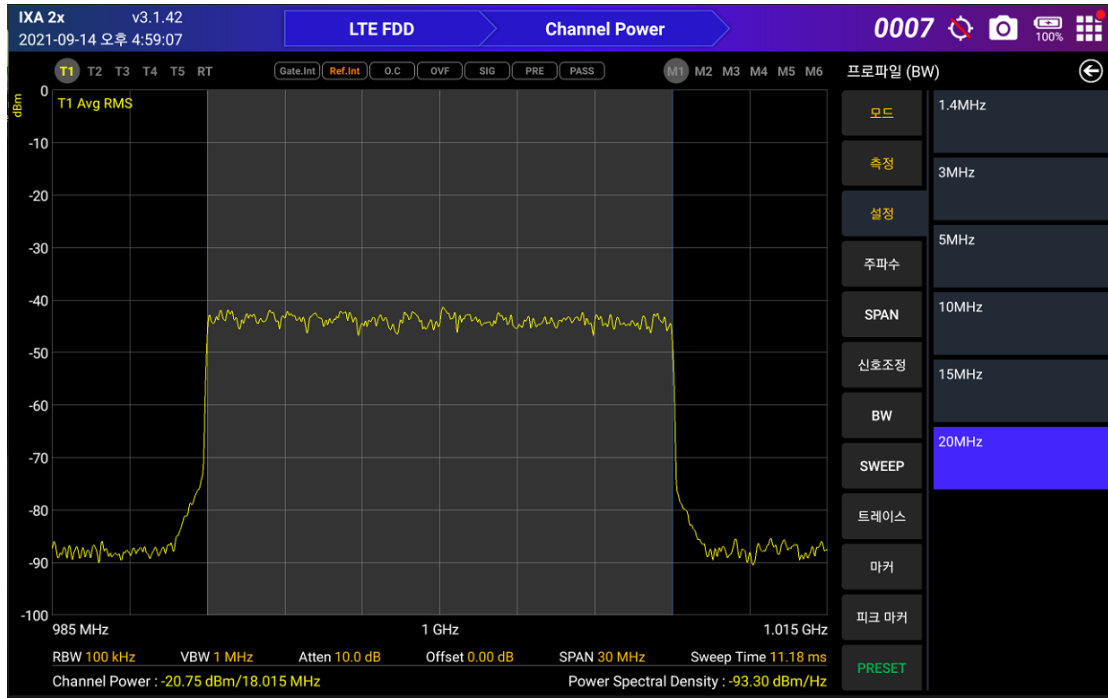 IXA 2x v3.1.42
2021-09-14 오후 4:59:07
LTE FDD
Channel Power
0007
100%
T1 T2 T3 T4 T5 RT
Gate.Int Ref.Int O.C OVF SIG PRE PASS
M1 M2 M3 M4 M5 M6
프로파일 (BW)
dBm
T1 Avg RMS
0
-10
-20
-30
-40
-50
-60
-70
-80
-90
-100
985 MHz 1 GHz 1.015 GHz
RBW 100 kHz VBW 1 MHz Atten 10.0 dB Offset 0.00 dB SPAN 30 MHz Sweep Time 11.18 ms
Channel Power : -20.75 dBm/18.015 MHz Power Spectral Density : -93.30 dBm/Hz
모드
측정
설정
주파수
SPAN
신호조정
BW
SWEEP
트레이스
마커
피크 마커
PRESET
1.4MHz
3MHz
5MHz
10MHz
15MHz
20MHz